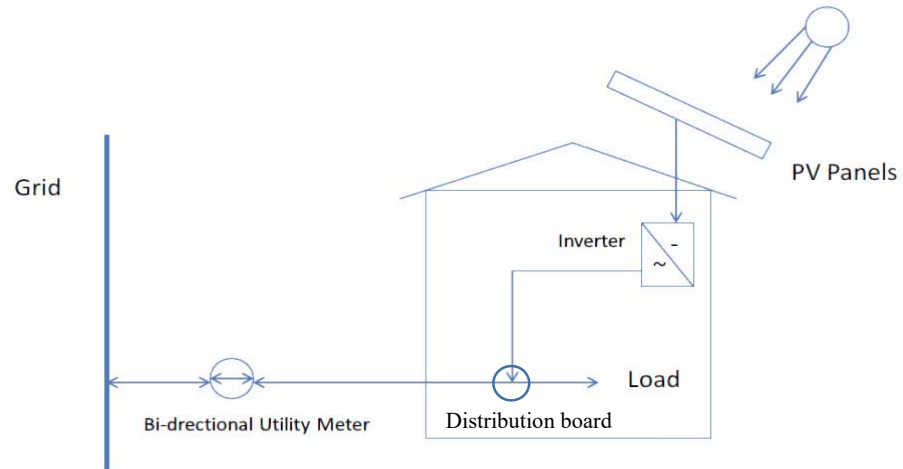 PV Panels
Grid
Inverter
-
~
Load
Bi-drectional Utility Meter
Distribution board